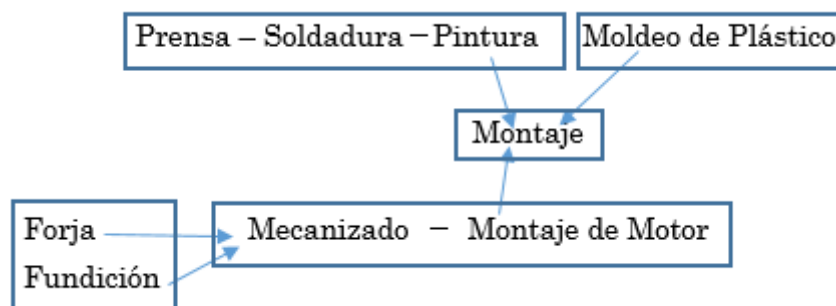 Prensa – Soldadura – Pintura
Moldeo de Plástico
Montaje
Forja
Mecanizado – Montaje de Motor
Fundición